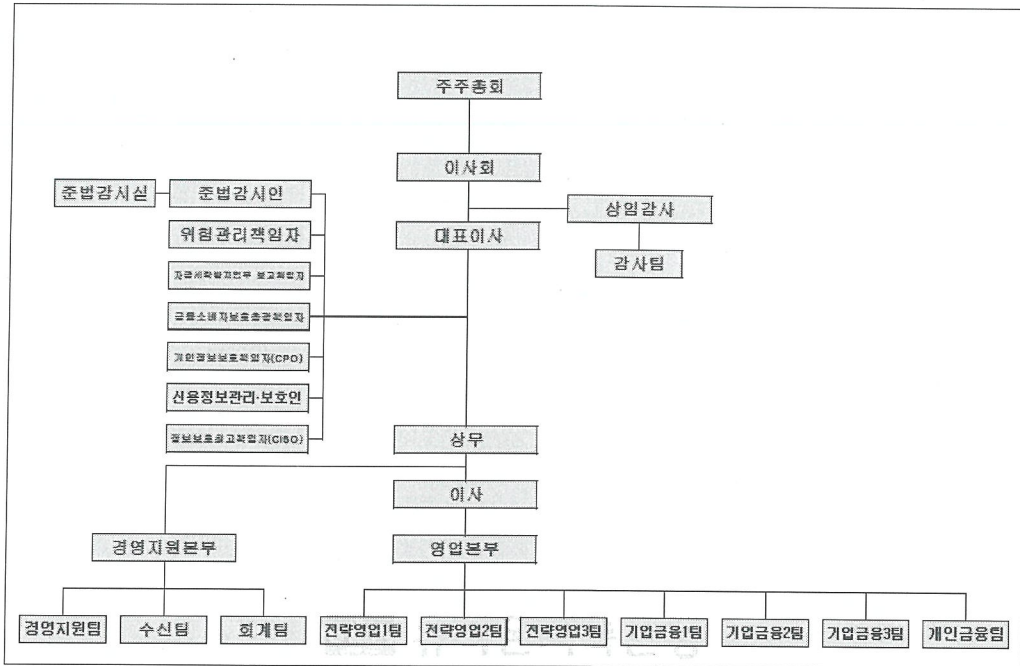 주주총회
이사회
준법감시실
준법감시인
상임감사
위험관리책임자
대표이사
감사팀
자금세탁방지업무 보고책임자
금융소비자보호총괄책임자
개인정보보호책임자(CPO)
신용정보관리·보호인
정보보호최고책임자(CISO)
상무
이사
경영지원본부
영업본부
경영지원팀
수신팀
회계팀
전략영업1팀
전략영업2팀
전략영업3팀
기업금융1팀
기업금융2팀
기업금융3팀
개인금융팀